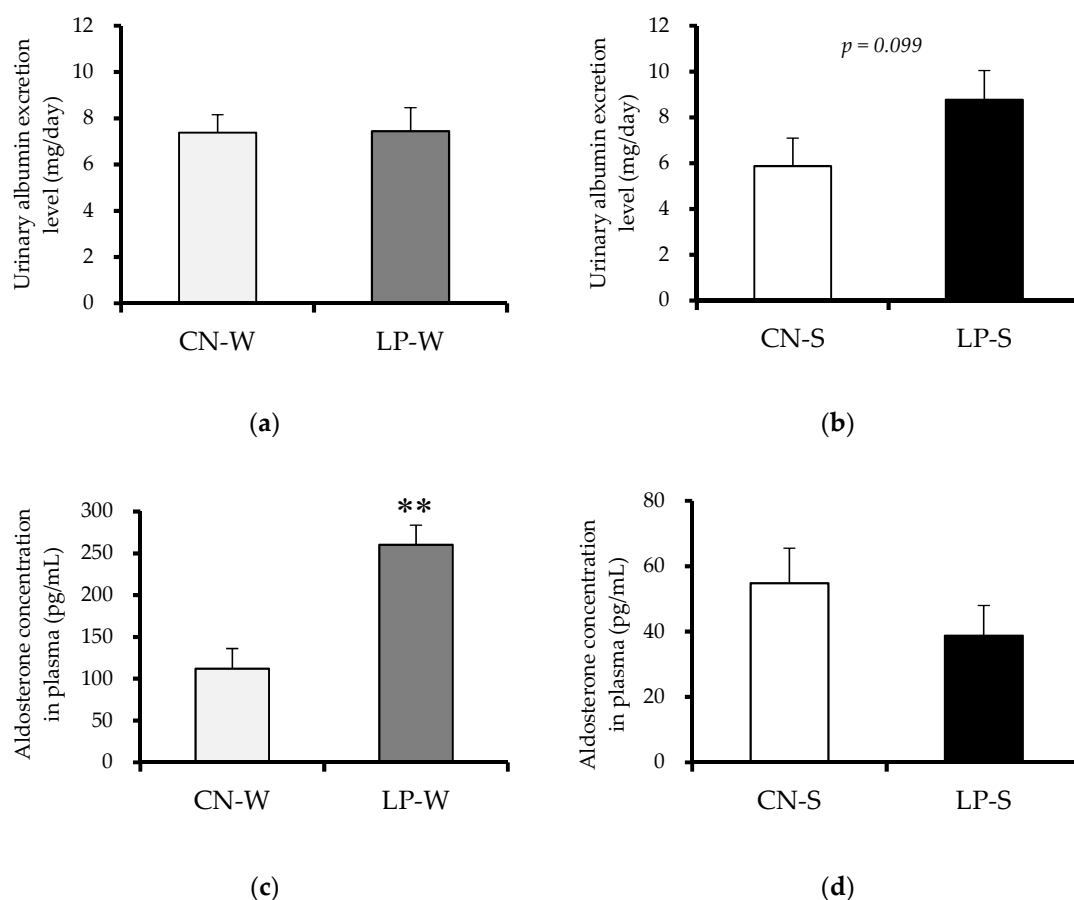 Urinary albumin excretion
level (mg/day)
12
10
8
6
4
2
0
CN-W
LP-W
(a)
Urinary albumin excretion
level (mg/day)
12
10
8
6
4
2
0
p = 0.099
CN-S
LP-S
(b)
Aldosterone concentration
in plasma (pg/mL)
300
250
200
150
100
50
0
**
CN-W
LP-W
(c)
Aldosterone concentration
in plasma (pg/mL)
80
60
40
20
0
CN-S
LP-S
(d)